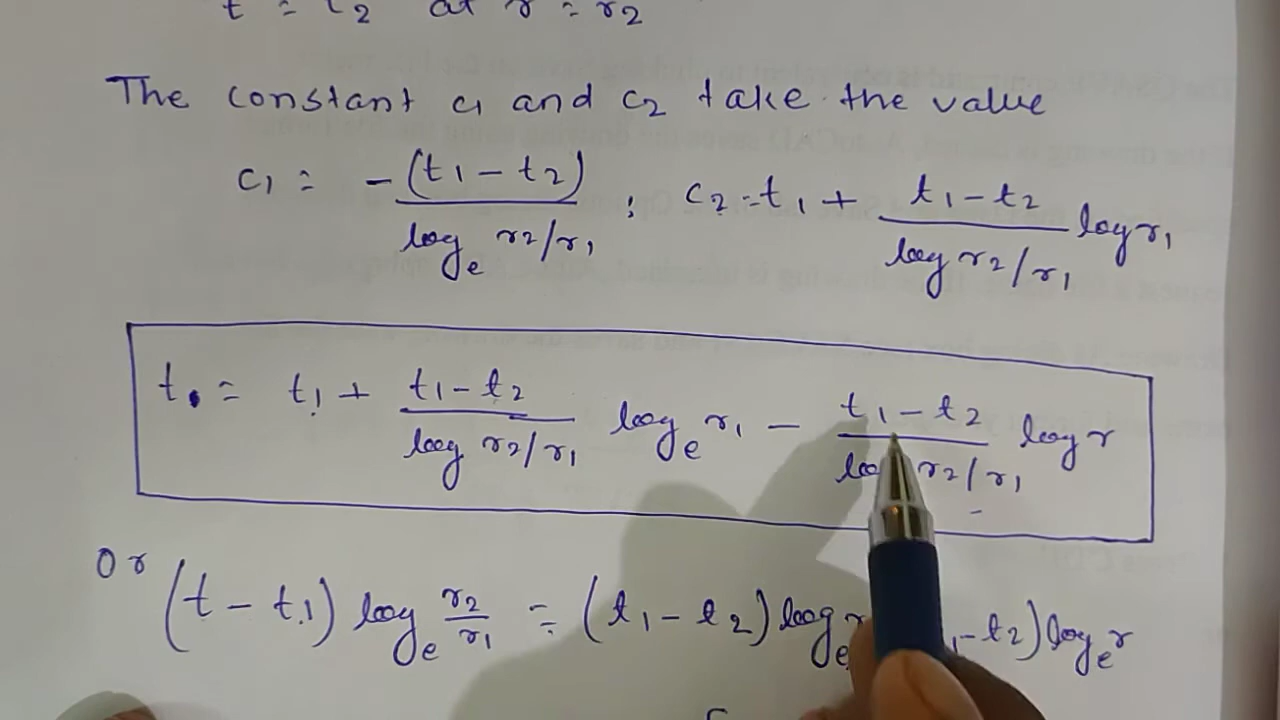 t = t2 at r = r2
The constant c1 and c2 take the value
c1 = -(t1 - t2) / loge r2/r1 ; c2 = t1 + (t1 - t2) / log r2/r1 log r1
t = t1 + (t1 - t2) / log r2/r1 loge r1 - (t1 - t2) / log r2/r1 log r
Or (t - t1) loge r2/r1 = (t1 - t2) loge -t2) loge r